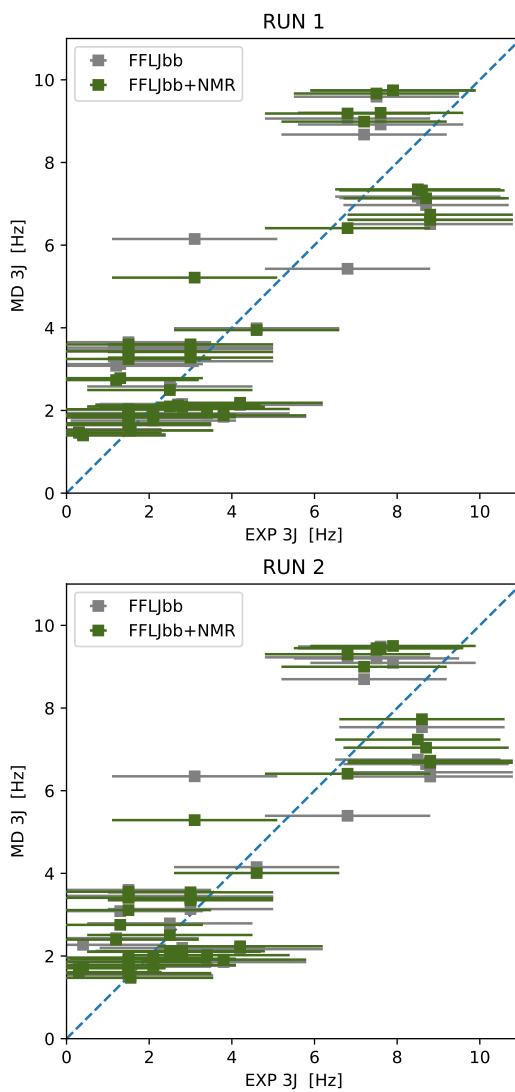 RUN 1
FFLJbb
FFLJbb+NMR
MD 3J [Hz]
10
8
6
4
2
0
0 2 4 6 8 10
EXP 3J [Hz]
RUN 2
FFLJbb
FFLJbb+NMR
MD 3J [Hz]
10
8
6
4
2
0
0 2 4 6 8 10
EXP 3J [Hz]